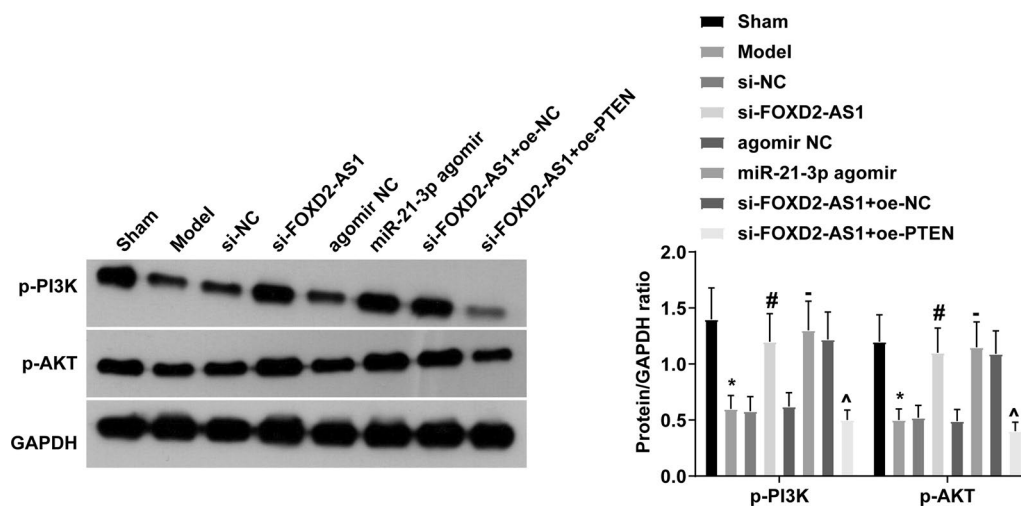 Sham
Model
si-NC
si-FOXD2-AS1
agomir NC
miR-21-3p agomir
si-FOXD2-AS1+oe-NC
si-FOXD2-AS1+oe-PTEN
p-PI3K
p-AKT
GAPDH
Sham
Model
si-NC
si-FOXD2-AS1
agomir NC
miR-21-3p agomir
si-FOXD2-AS1+oe-NC
si-FOXD2-AS1+oe-PTEN
Protein/GAPDH ratio
2.0
1.5
1.0
0.5
0.0
* # - ^ * # - ^
p-PI3K p-AKT